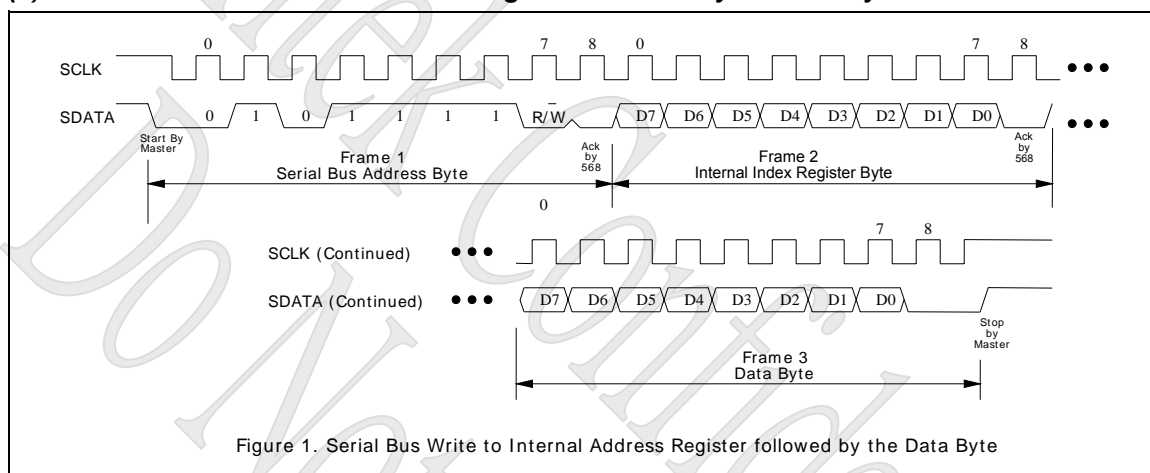 0 7 8 0 7 8
SCLK
SDATA 0 1 0 1 1 1 1 R/W D7 D6 D5 D4 D3 D2 D1 D0
Start By
Master
Ack
by
568
Ack
by
568
Frame 1
Serial Bus Address Byte
Frame 2
Internal Index Register Byte
0
7 8
SCLK (Continued)
SDATA (Continued) D7 D6 D5 D4 D3 D2 D1 D0
Stop
by
Master
Frame 3
Data Byte
Figure 1. Serial Bus Write to Internal Address Register followed by the Data Byte